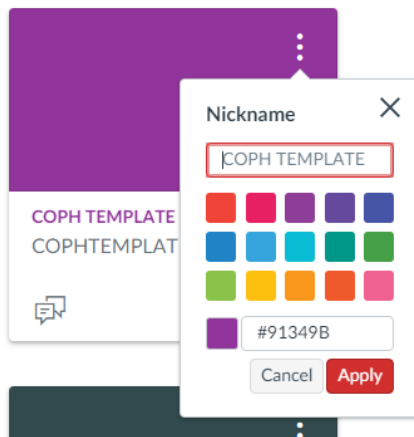 Nickname
COPH TEMPLATE
COPH TEMPLATE
COPHTEMPLAT
#91349B
Cancel
Apply